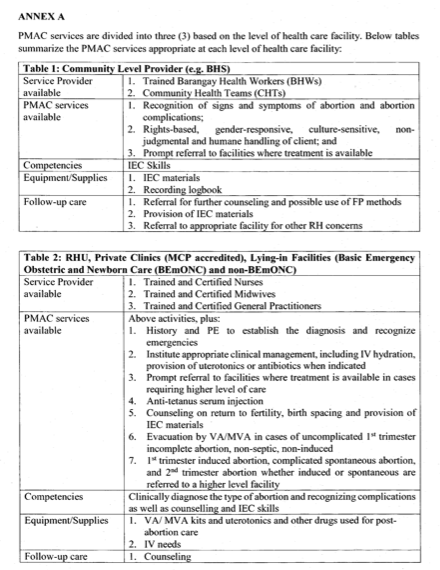 ANNEX A
PMAC services are divided into three (3) based on the level of health care facility. Below tables
summarize the PMAC services appropriate at each level of health care facility:
Table 1: Community Level Provider (e.g. BHS)
Service Provider available
1. Trained Barangay Health Workers (BHWs)
2. Community Health Teams (CHTs)
PMAC services available
1. Recognition of signs and symptoms of abortion and abortion
complications;
2. Rights-based, gender-responsive, culture-sensitive, non-
judgmental and humane handling of client; and
3. Prompt referral to facilities where treatment is available
Competencies
IEC Skills
Equipment/Supplies
1. IEC materials
2. Recording logbook
Follow-up care
1. Referral for further counseling and possible use of FP methods
2. Provision of IEC materials
3. Referral to appropriate facility for other RH concerns
Table 2: RHU, Private Clinics (MCP accredited), Lying-in Facilities (Basic Emergency
Obstetric and Newborn Care (BEmONC) and non-BEmONC)
Service Provider
available
1. Trained and Certified Nurses
2. Trained and Certified Midwives
3. Trained and Certified General Practitioners
PMAC services
available
Above activities, plus:
1. History and PE to establish the diagnosis and recognize
emergencies
2. Institute appropriate clinical management, including IV hydration,
provision of uterotonics or antibiotics when indicated
3. Prompt referral to facilities where treatment is available in cases
requiring higher level of care
4. Anti-tetanus serum injection
5. Counseling on return to fertility, birth spacing and provision of
IEC materials
6. Evacuation by VA/MVA in cases of uncomplicated 1st trimester
incomplete abortion, non-septic, non-induced
7. 1st trimester induced abortion, complicated spontaneous abortion,
and 2nd trimester abortion whether induced or spontaneous are
referred to a higher level facility
Competencies
Clinically diagnose the type of abortion and recognizing complications
as well as counselling and IEC skills
Equipment/Supplies
1. VA/ MVA kits and uterotonics and other drugs used for post-
abortion care
2. IV needs
Follow-up care
1. Counseling